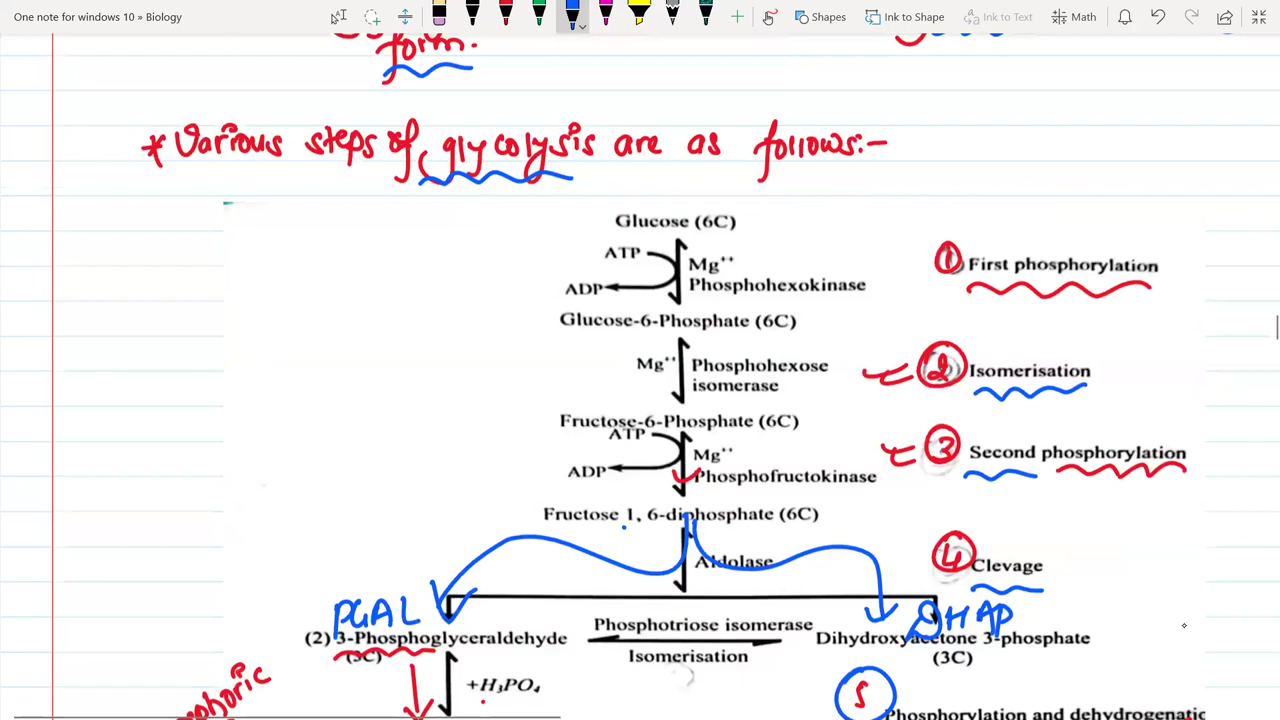 One note for windows 10 » Biology
Shapes Ink to Shape Ink to Text Math
form.
* Various steps of glycolysis are as follows:-
Glucose (6C)
ATP
Mg++
ADP
Phosphohexokinase
① First phosphorylation
Glucose-6-Phosphate (6C)
Mg++ Phosphohexose
isomerase
② Isomerisation
Fructose-6-Phosphate (6C)
ATP
Mg++
ADP
Phosphofructokinase
③ Second phosphorylation
Fructose 1, 6-diphosphate (6C)
Aldolase
④ Clevage
PGAL
DHAP
(2) 3-Phosphoglyceraldehyde
(3C)
Phosphotriose isomerase
Isomerisation
Dihydroxyacetone 3-phosphate
(3C)
+H₃PO₄
5
Phosphorylation and dehydrogenatic
phoric